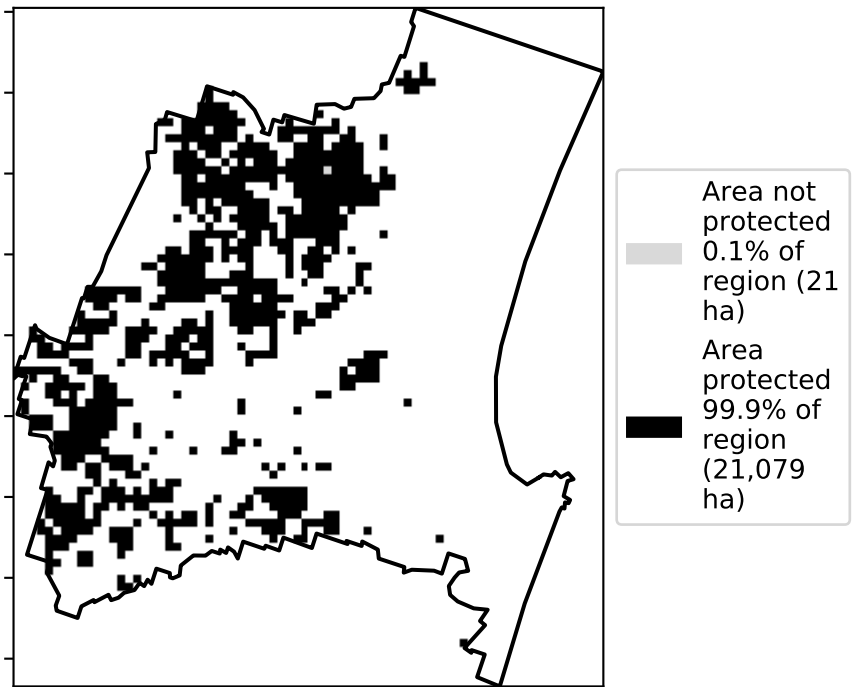 Area not
protected
0.1% of
region (21
ha)
Area
protected
99.9% of
region
(21,079
ha)